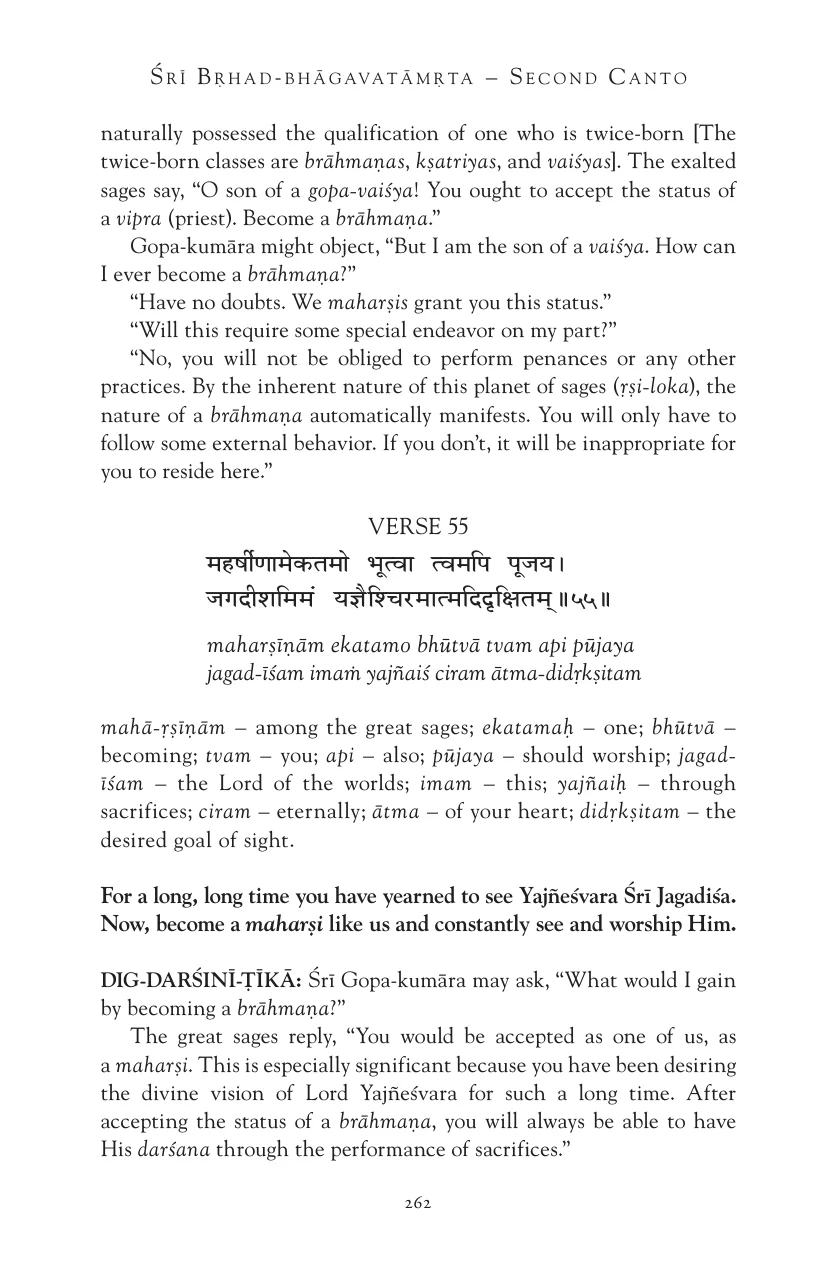 ŚRĪ BṚHAD-BHĀGAVATĀMṚTA – SECOND CANTO
naturally possessed the qualification of one who is twice-born [The
twice-born classes are brāhmaṇas, kṣatriyas, and vaiśyas]. The exalted
sages say, “O son of a gopa-vaiśya! You ought to accept the status of
a vipra (priest). Become a brāhmaṇa.”
Gopa-kumāra might object, “But I am the son of a vaiśya. How can
I ever become a brāhmaṇa?”
“Have no doubts. We maharṣis grant you this status.”
“Will this require some special endeavor on my part?”
“No, you will not be obliged to perform penances or any other
practices. By the inherent nature of this planet of sages (ṛṣi-loka), the
nature of a brāhmaṇa automatically manifests. You will only have to
follow some external behavior. If you don’t, it will be inappropriate for
you to reside here.”
VERSE 55
महर्षीणामेकतमो भूत्वा त्वमपि पूजय।
जगदीशमिमं यज्ञैश्चिरमात्मदिदृक्षितम्॥५५॥
maharṣīṇām ekatamo bhūtvā tvam api pūjaya
jagad-īśam imaṁ yajñaiś ciram ātma-didṛkṣitam
mahā-ṛṣīṇām – among the great sages; ekatamaḥ – one; bhūtvā –
becoming; tvam – you; api – also; pūjaya – should worship; jagad-
īśam – the Lord of the worlds; imam – this; yajñaiḥ – through
sacrifices; ciram – eternally; ātma – of your heart; didṛkṣitam – the
desired goal of sight.
For a long, long time you have yearned to see Yajñeśvara Śrī Jagadiśa.
Now, become a maharṣi like us and constantly see and worship Him.
DIG-DARŚINĪ-ṬĪKĀ: Śrī Gopa-kumāra may ask, “What would I gain
by becoming a brāhmaṇa?”
The great sages reply, “You would be accepted as one of us, as
a maharṣi. This is especially significant because you have been desiring
the divine vision of Lord Yajñeśvara for such a long time. After
accepting the status of a brāhmaṇa, you will always be able to have
His darśana through the performance of sacrifices.”
262